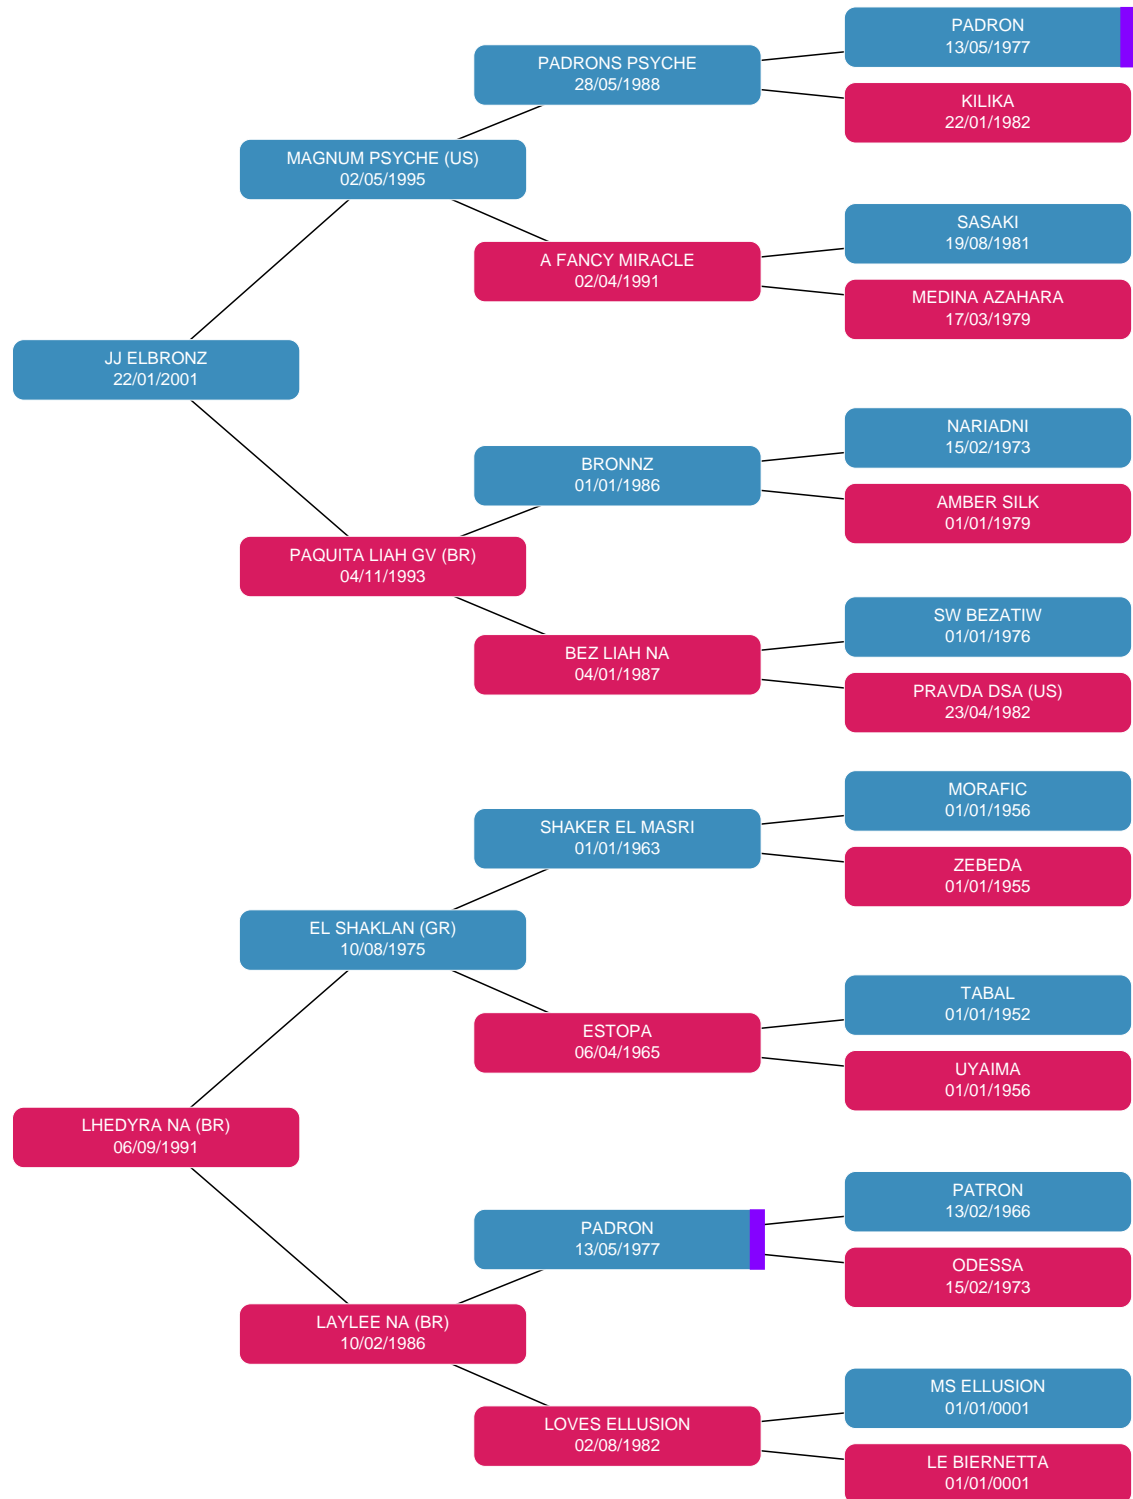 PADRON
13/05/1977
PADRONS PSYCHE
28/05/1988
KILIKA
22/01/1982
MAGNUM PSYCHE (US)
02/05/1995
SASAKI
19/08/1981
A FANCY MIRACLE
02/04/1991
MEDINA AZAHARA
17/03/1979
JJ ELBRONZ
22/01/2001
NARIADNI
15/02/1973
BRONNZ
01/01/1986
AMBER SILK
01/01/1979
PAQUITA LIAH GV (BR)
04/11/1993
SW BEZATIW
01/01/1976
BEZ LIAH NA
04/01/1987
PRAVDA DSA (US)
23/04/1982
MORAFIC
01/01/1956
SHAKER EL MASRI
01/01/1963
ZEBEDA
01/01/1955
EL SHAKLAN (GR)
10/08/1975
TABAL
01/01/1952
ESTOPA
06/04/1965
UYAIMA
01/01/1956
LHEDYRA NA (BR)
06/09/1991
PATRON
13/02/1966
PADRON
13/05/1977
ODESSA
15/02/1973
LAYLEE NA (BR)
10/02/1986
MS ELLUSION
01/01/0001
LOVES ELLUSION
02/08/1982
LE BIERNETTA
01/01/0001